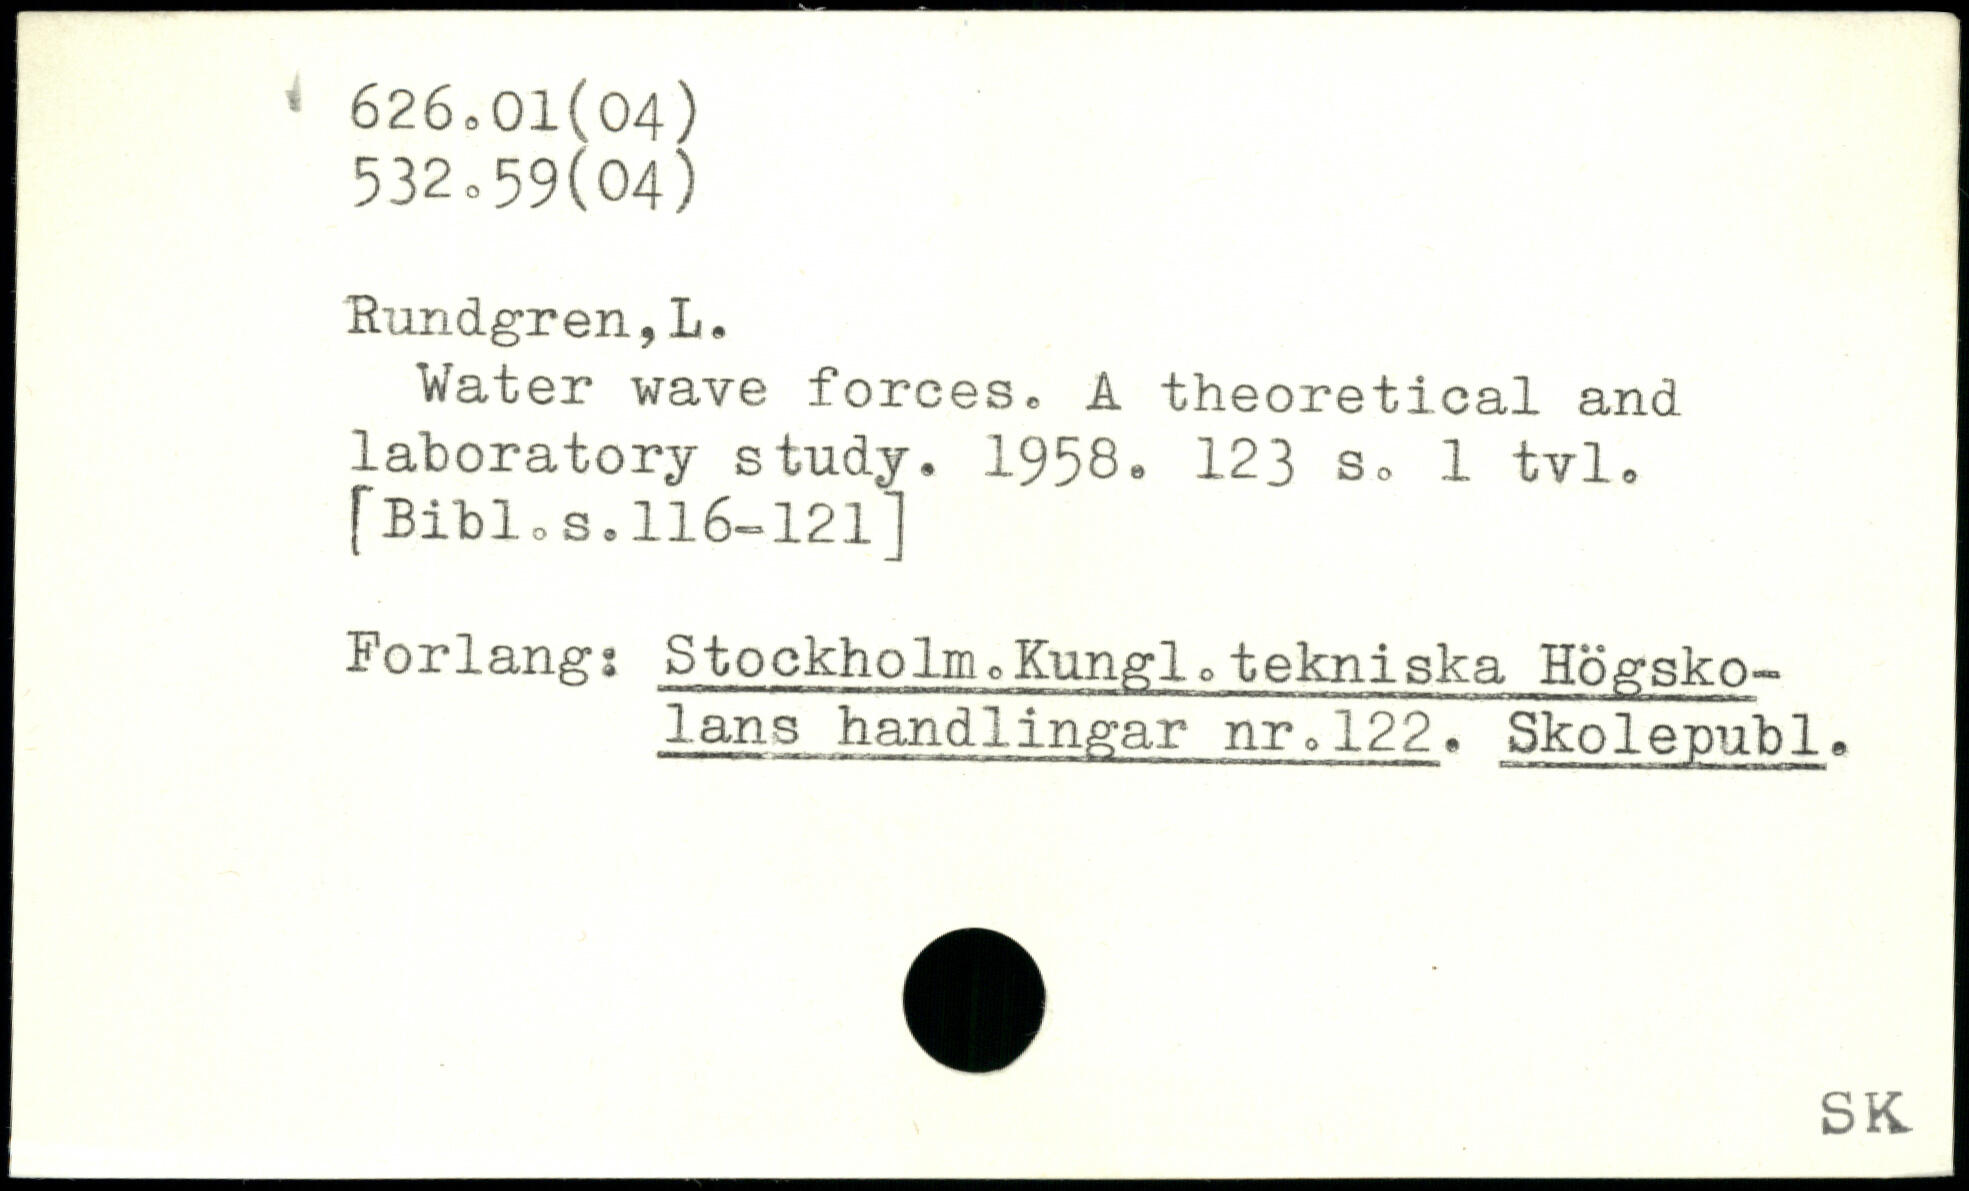 626.01(04)
532.59(04)
Rundgren,L.
Water wave forces. A theoretical and
laboratory study. 1958. 123 s. 1 tvl.
[Bibl.s.116-121]
Forlang: Stockholm.Kungl.tekniska Högsko-
lans handlingar nr.122. Skolepubl.
SK